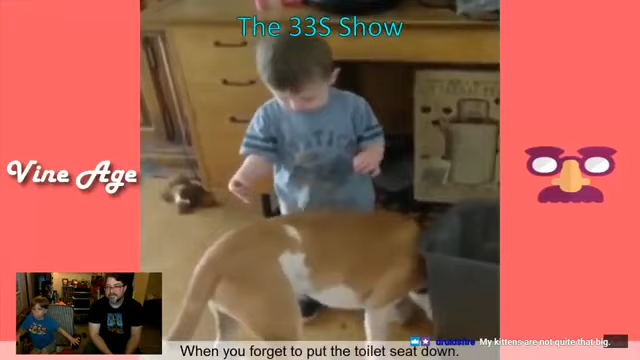 The 33S Show
Vine Age
druidsfire My kittens are not quite that big.
When you forget to put the toilet seat down.